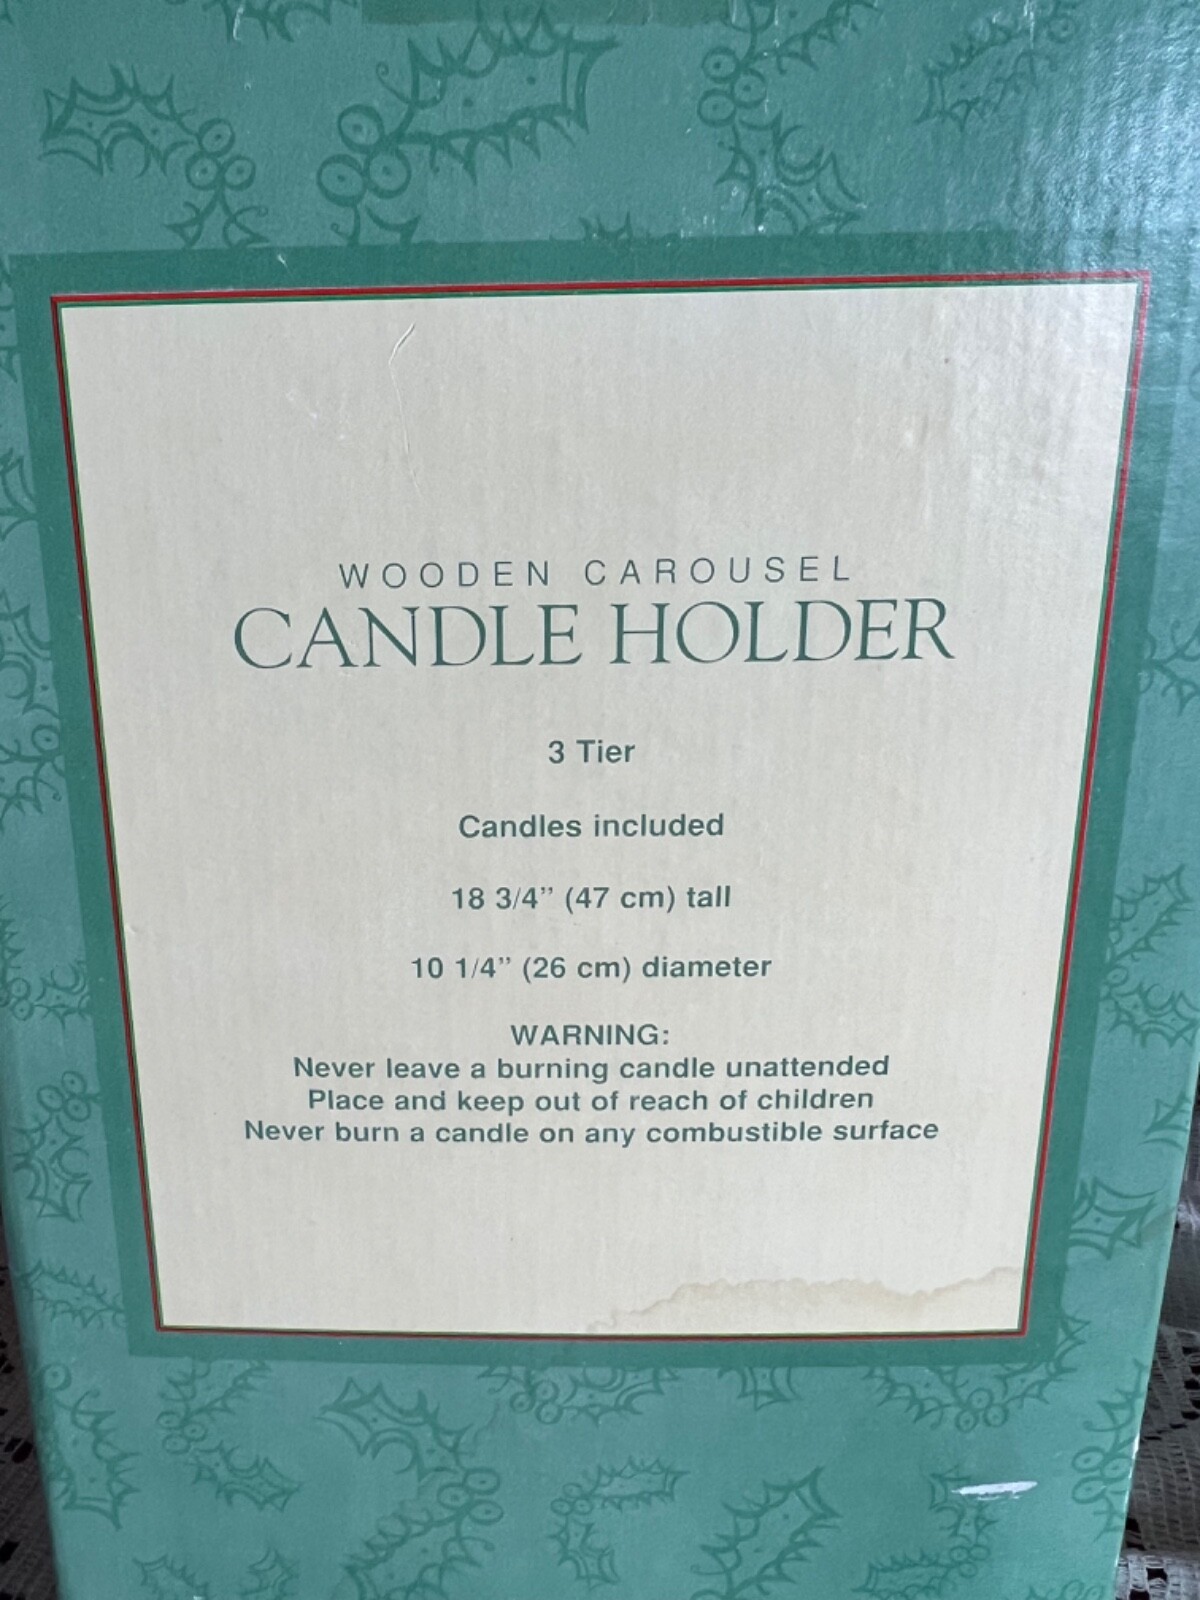 WOODEN CAROUSEL
CANDLE HOLDER
3 Tier
Candles included
18 3/4” (47 cm) tall
10 1/4” (26 cm) diameter
WARNING:
Never leave a burning candle unattended
Place and keep out of reach of children
Never burn a candle on any combustible surface